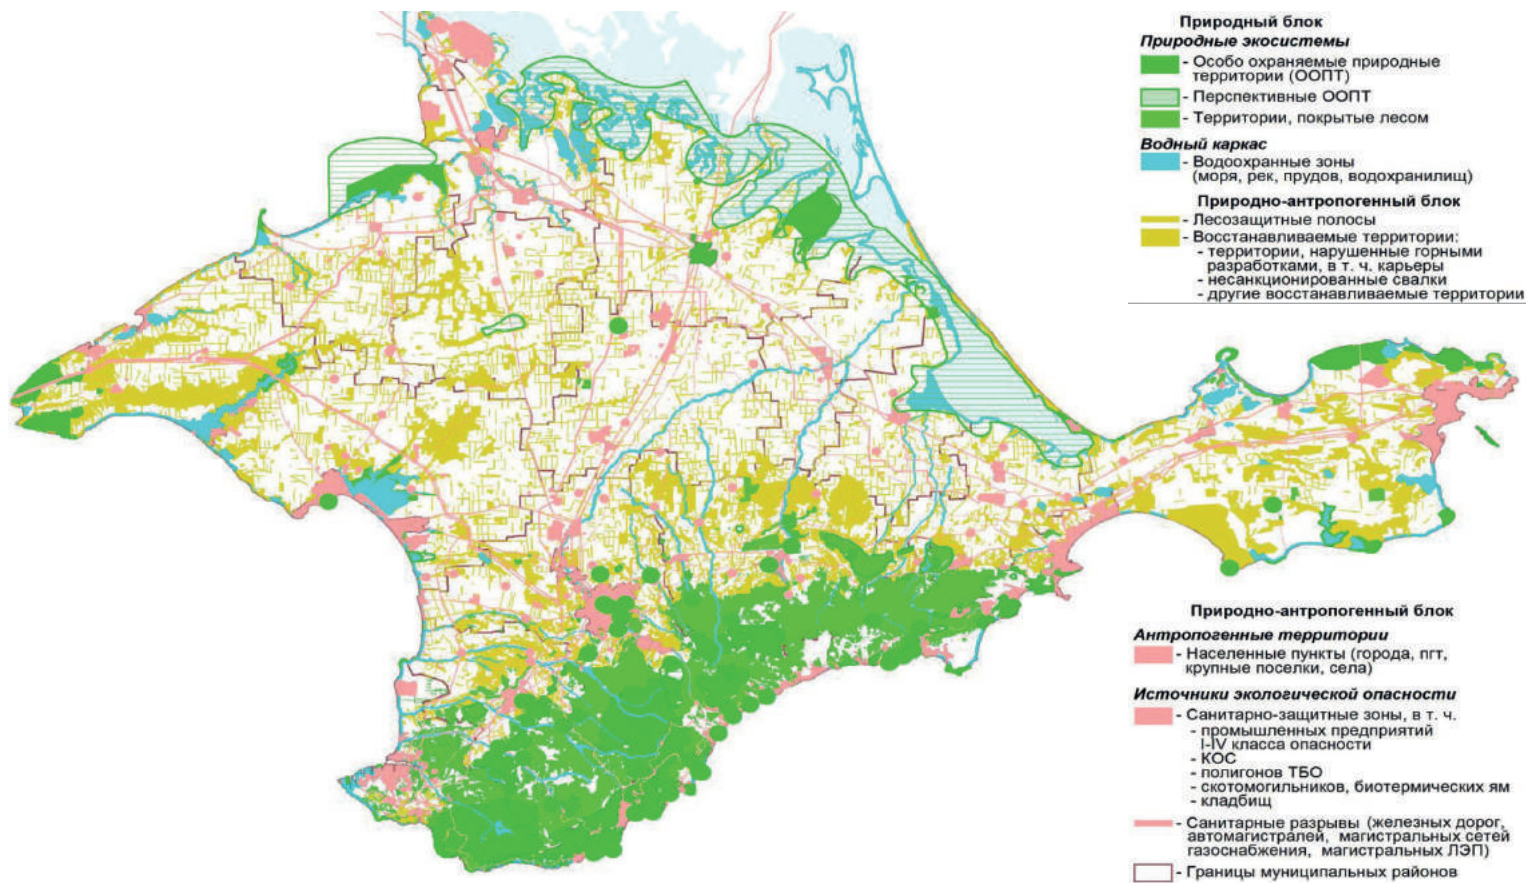 Природный блок
Природные экосистемы
- Особо охраняемые природные
территории (ООПТ)
- Перспективные ООПТ
- Территории, покрытые лесом
Водный каркас
- Водоохранные зоны
(моря, рек, прудов, водохранилищ)
Природно-антропогенный блок
- Лесозащитные полосы
- Восстанавливаемые территории:
- территории, нарушенные горными
разработками, в т. ч. карьеры
- несанкционированные свалки
- другие восстанавливаемые территории
Природно-антропогенный блок
Антропогенные территории
- Населенные пункты (города, пгт,
крупные поселки, села)
Источники экологической опасности
- Санитарно-защитные зоны, в т. ч.
- промышленных предприятий
I-IV класса опасности
- КОС
- полигонов ТБО
- скотомогильников, биотермических ям
- кладбищ
- Санитарные разрывы (железных дорог,
автомагистралей, магистральных сетей
газоснабжения, магистральных ЛЭП)
- Границы муниципальных районов